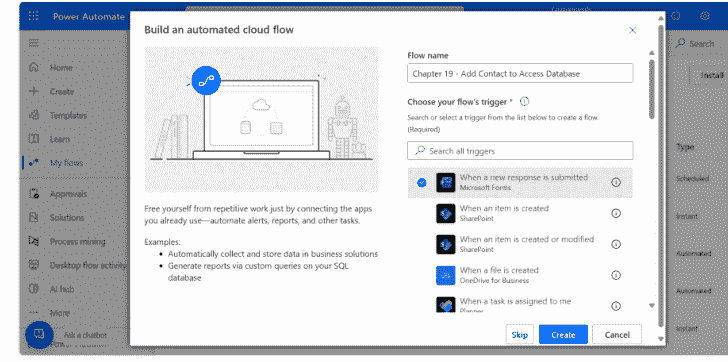 Power Automate
Environments
Search
Install
Home
Create
Templates
Learn
My flows
Approvals
Solutions
Process mining
Desktop flow activity
AI hub
More
Ask a chatbot
Type
Scheduled
Instant
Automated
Automated
Instant
Build an automated cloud flow
Free yourself from repetitive work just by connecting the apps
you already use—automate alerts, reports, and other tasks.
Examples:
• Automatically collect and store data in business solutions
• Generate reports via custom queries on your SQL
database
Flow name
Chapter 19 - Add Contact to Access Database
Choose your flow's trigger *
Search or select a trigger from the list below to create a flow.
(Required)
Search all triggers
When a new response is submitted
Microsoft Forms
When an item is created
SharePoint
When an item is created or modified
SharePoint
When a file is created
OneDrive for Business
When a task is assigned to me
Planner
Skip
Create
Cancel